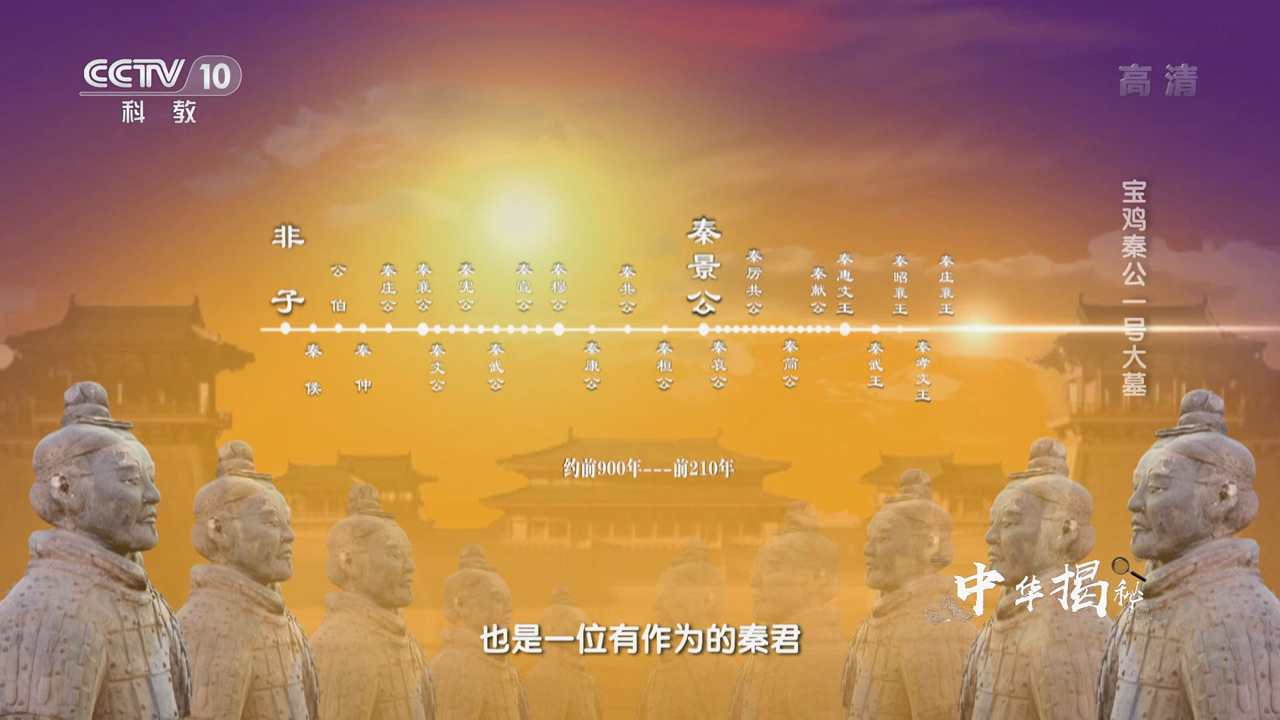 CCTV 10
科教
高清
宝鸡秦公一号大墓
非子
公伯
秦庄公
秦襄公
秦宪公
秦宣公
秦穆公
秦共公
秦景公
秦厉共公
秦献公
秦惠文王
秦昭襄王
秦庄襄王
秦侯
秦仲
秦文公
秦武公
秦康公
秦桓公
秦哀公
秦简公
秦武王
秦孝文王
约前900年---前210年
中华揭秘
也是一位有作为的秦君